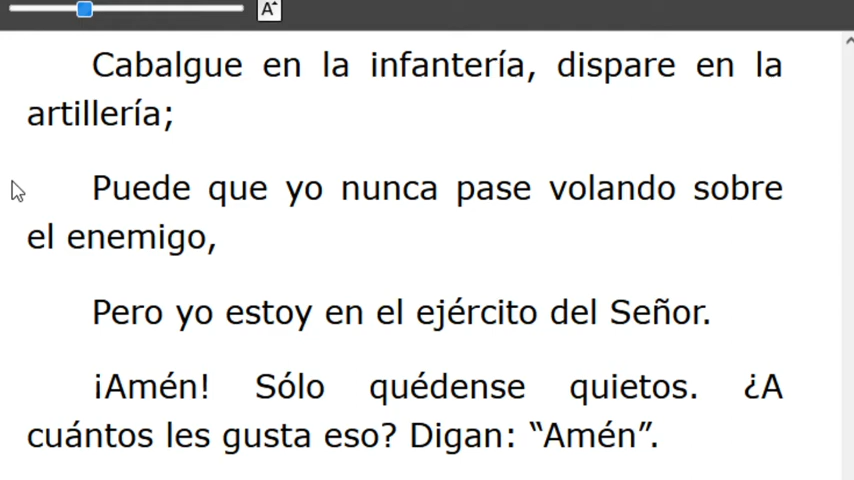 A
Cabalgue en la infantería, dispare en la
artillería;
Puede que yo nunca pase volando sobre
el enemigo,
Pero yo estoy en el ejército del Señor.
¡Amén! Sólo quédense quietos. ¿A
cuántos les gusta eso? Digan: “Amén”.